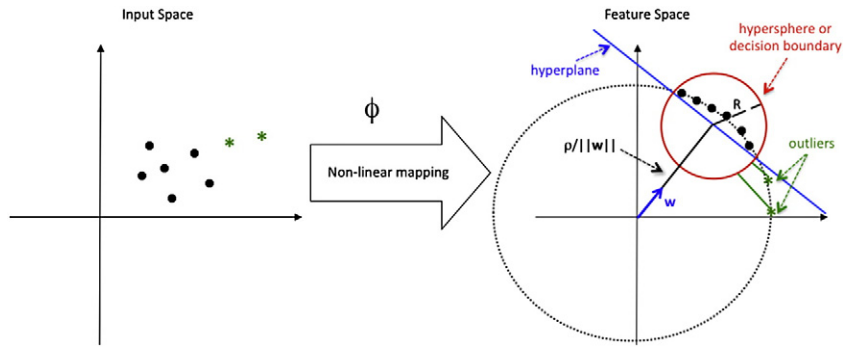 Input Space
Feature Space
hypersphere or
decision boundary
hyperplane
R
ϕ
Non-linear mapping
ρ/||w||
outliers
w